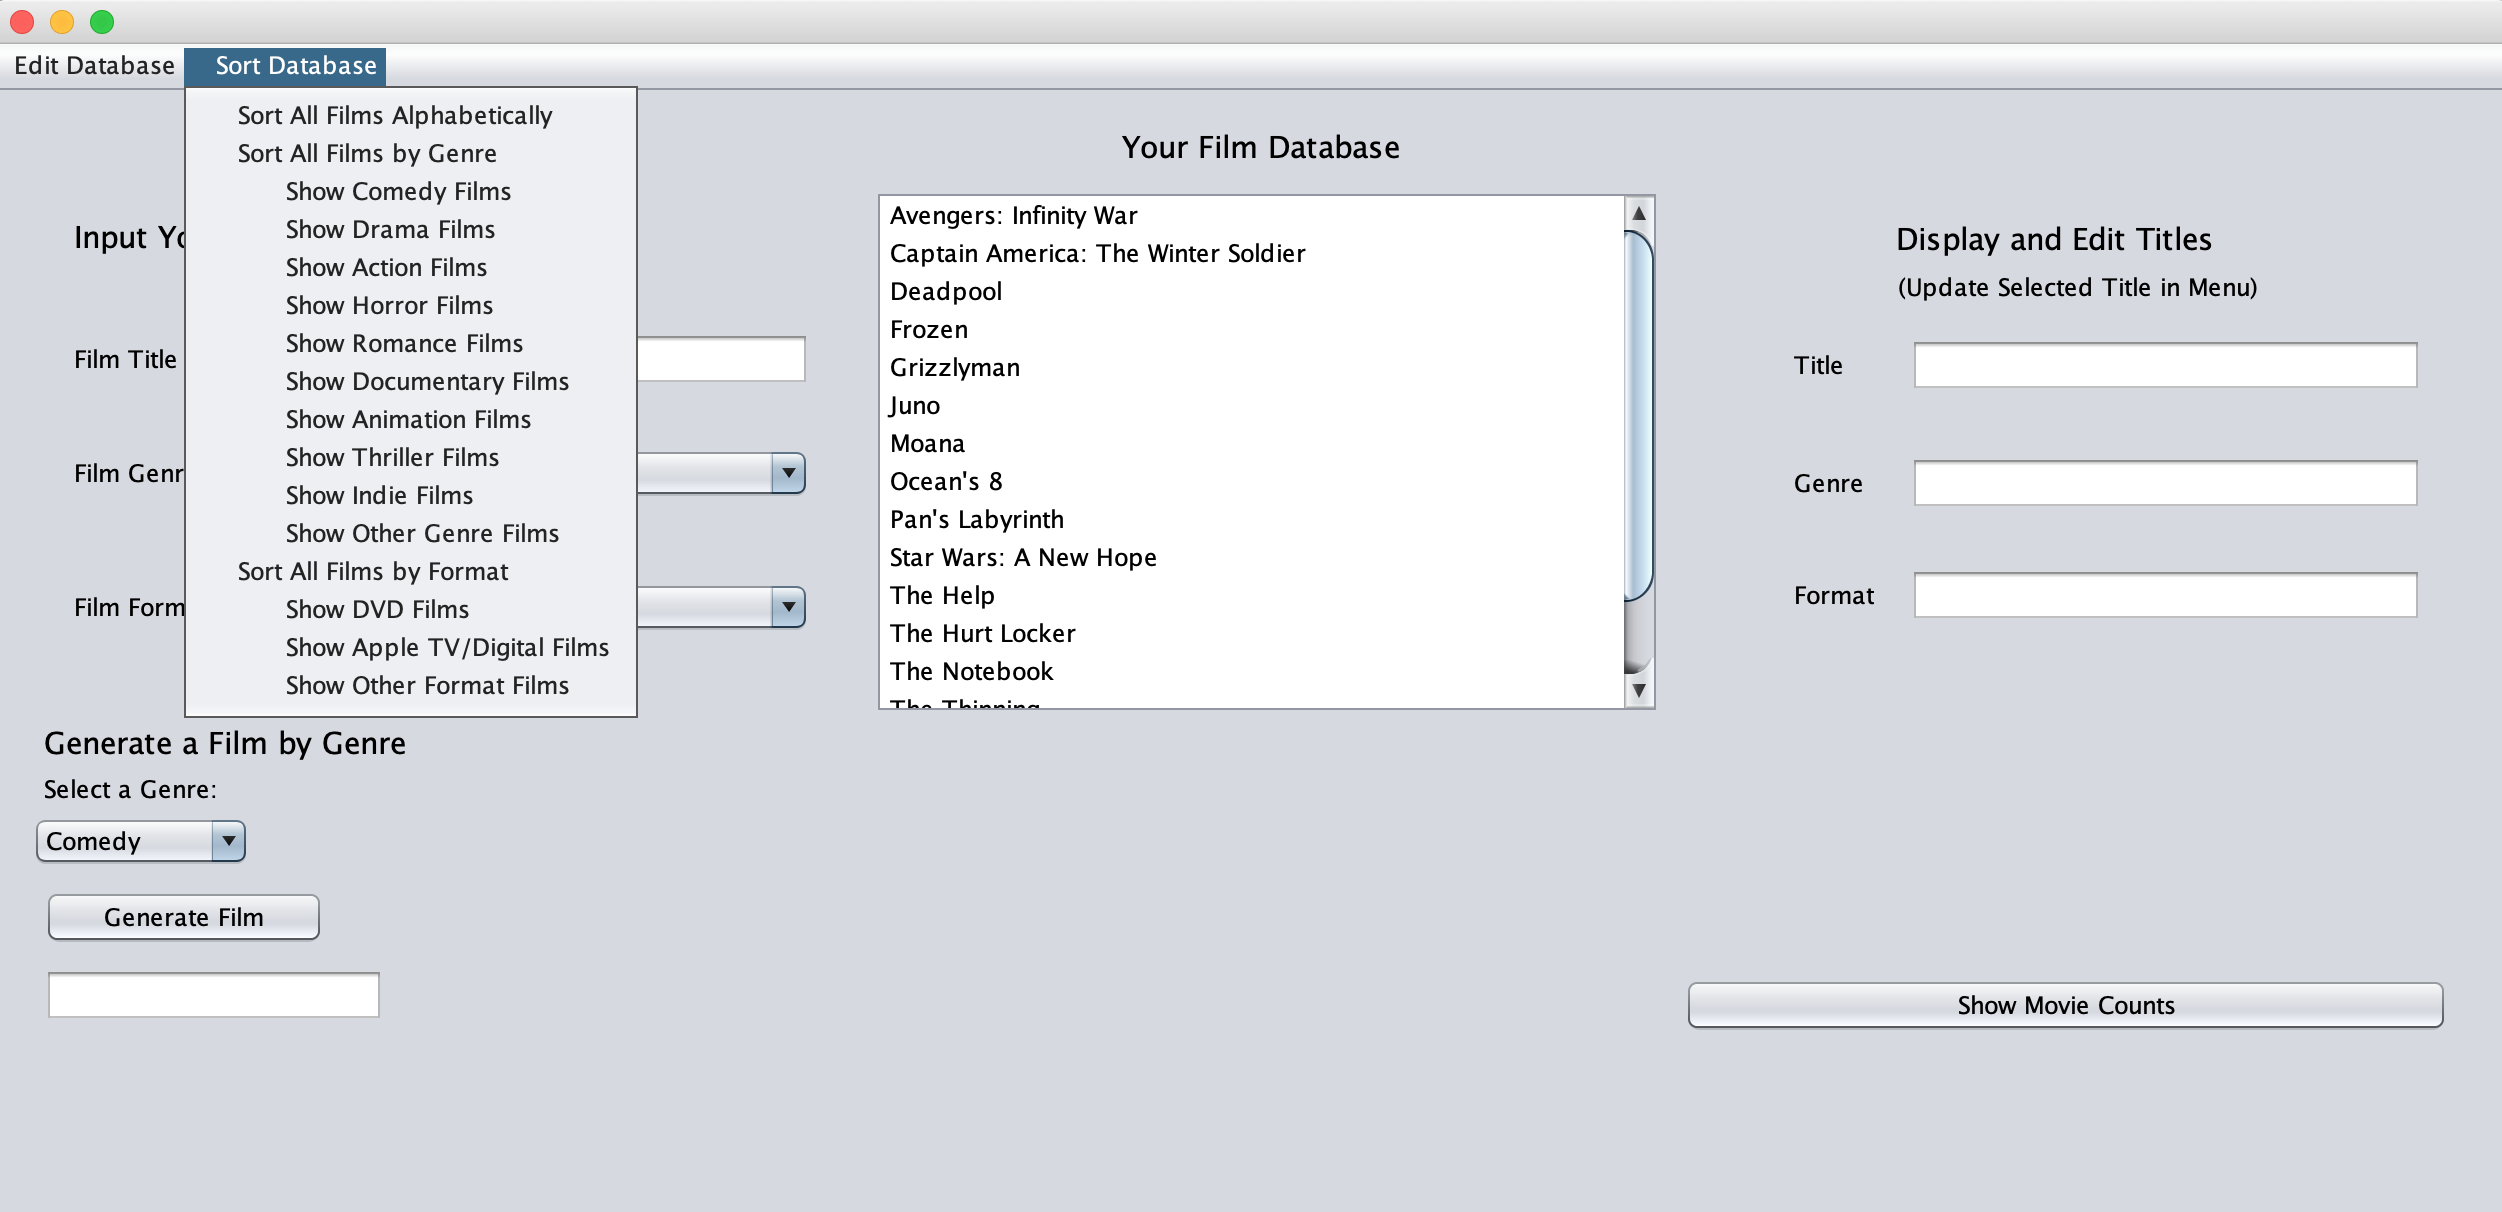 Edit Database
Sort Database
Sort All Films Alphabetically
Sort All Films by Genre
Show Comedy Films
Show Drama Films
Show Action Films
Show Horror Films
Show Romance Films
Show Documentary Films
Show Animation Films
Show Thriller Films
Show Indie Films
Show Other Genre Films
Sort All Films by Format
Show DVD Films
Show Apple TV/Digital Films
Show Other Format Films
Input
Film Title
Film
Film
Generate a Film by Genre
Select a Genre:
Comedy
Generate Film
Your Film Database
Avengers: Infinity War
Captain America: The Winter Soldier
Deadpool
Frozen
Grizzlyman
Juno
Moana
Ocean's 8
Pan's Labyrinth
Star Wars: A New Hope
The Help
The Hurt Locker
The Notebook
The Thinning
Display and Edit Titles
(Update Selected Title in Menu)
Title
Genre
Format
Show Movie Counts